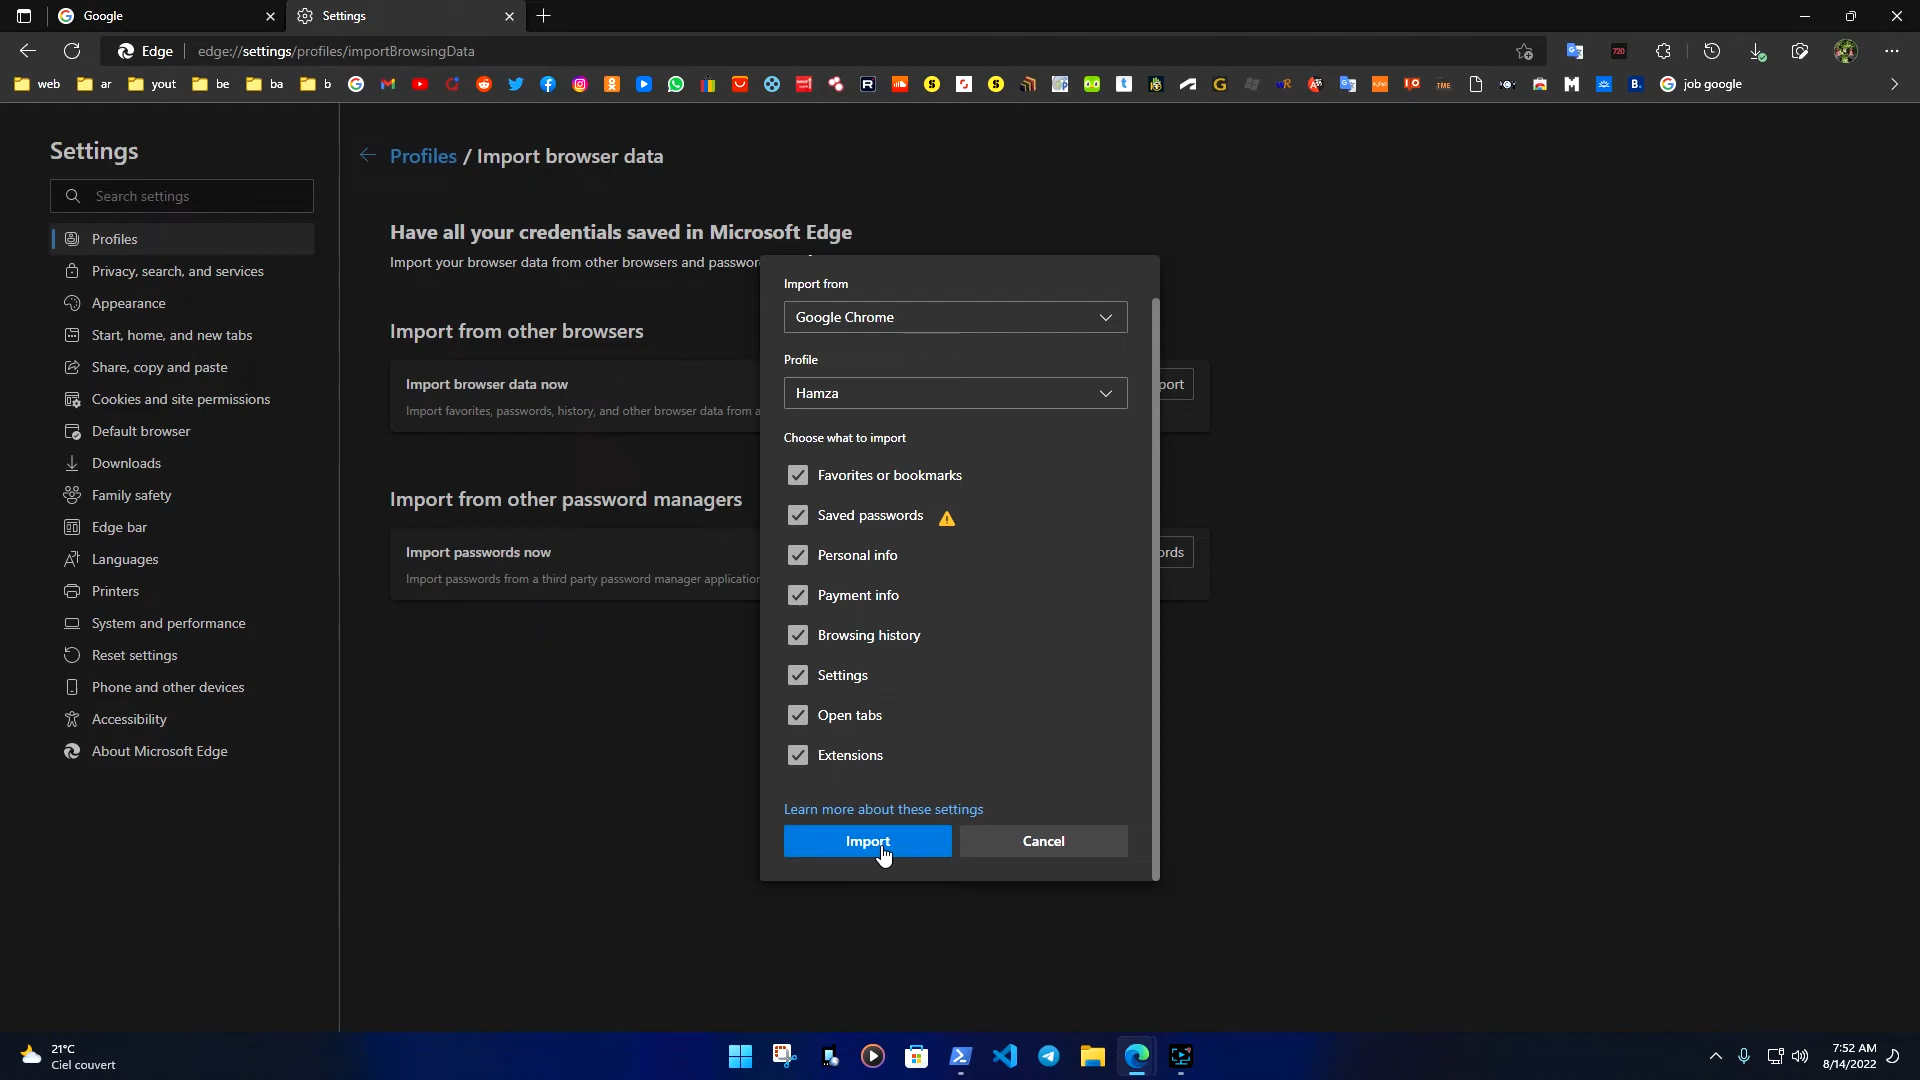 Google
Settings
Edge
edge://settings/profiles/importBrowsingData
web
ar
yout
be
ba
b
job google
Settings
Search settings
Profiles
Privacy, search, and services
Appearance
Start, home, and new tabs
Share, copy and paste
Cookies and site permissions
Default browser
Downloads
Family safety
Edge bar
Languages
Printers
System and performance
Reset settings
Phone and other devices
Accessibility
About Microsoft Edge
Profiles / Import browser data
Have all your credentials saved in Microsoft Edge
Import your browser data from other browsers and passwor
Import from other browsers
Import browser data now
port
Import favorites, passwords, history, and other browser data from a
Import from other password managers
Import passwords now
ords
Import passwords from a third party password manager application
Import from
Google Chrome
Profile
Hamza
Choose what to import
Favorites or bookmarks
Saved passwords
Personal info
Payment info
Browsing history
Settings
Open tabs
Extensions
Learn more about these settings
Import
Cancel
21°C
Ciel couvert
7:52 AM
8/14/2022